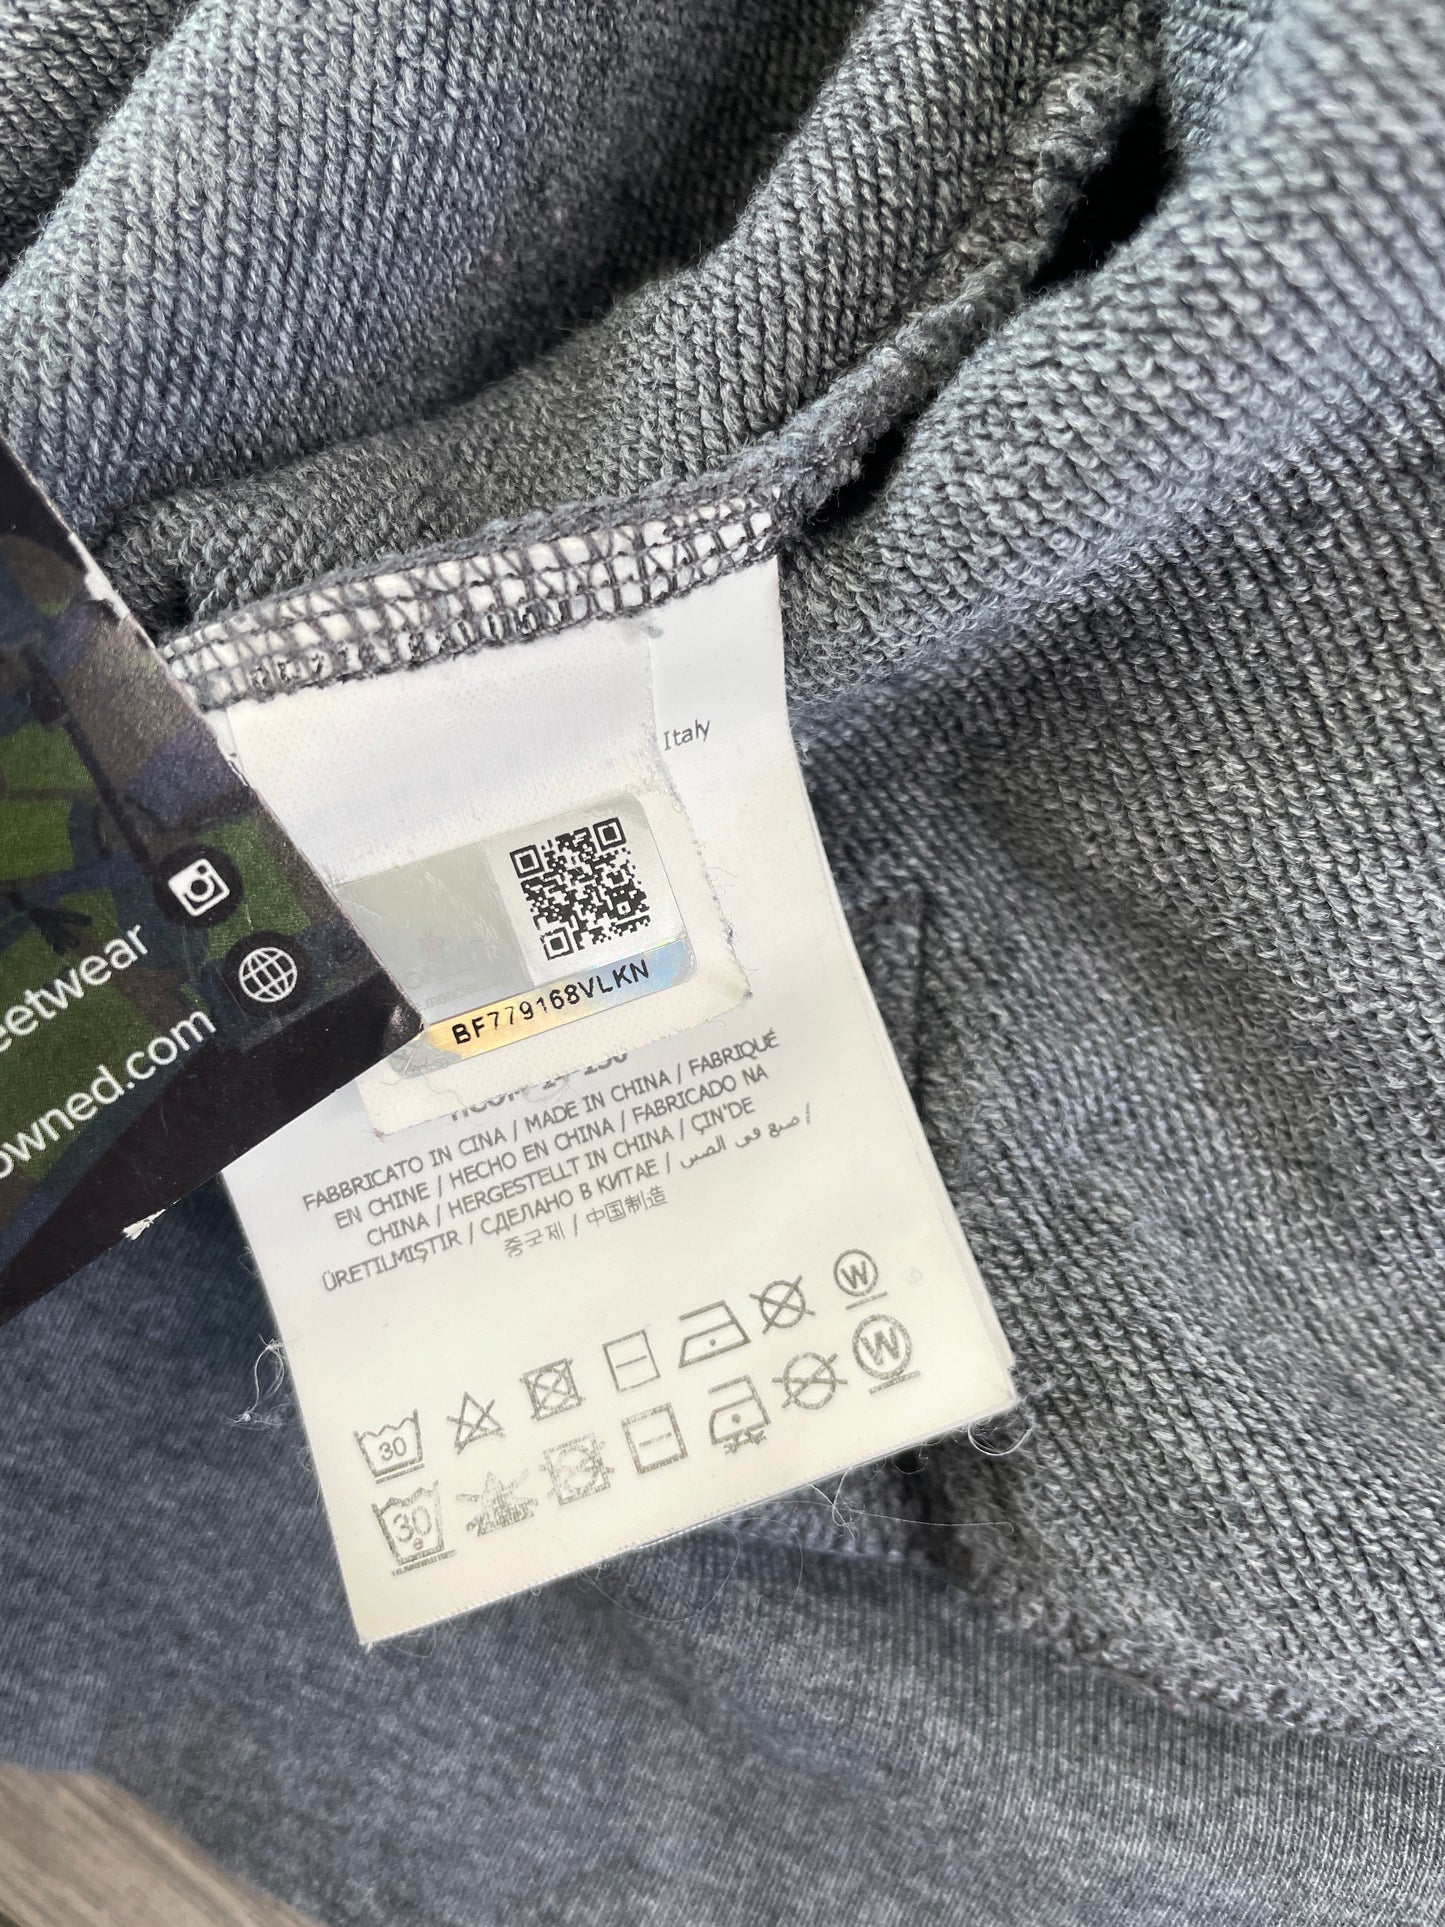 Italy
BF779168VLKN
FABBRICATO IN CINA / MADE IN CHINA / FABRIQUÉ
EN CHINE / HECHO EN CHINA / FABRICADO NA
CHINA / HERGESTELLT IN CHINA / ÇIN'DE
ÜRETILMIŞTIR / СДЕЛАНО В КИТАЕ / صنع في الصين /
중국제 / 中国制造
W
30
W
30
eetwear
owned.com